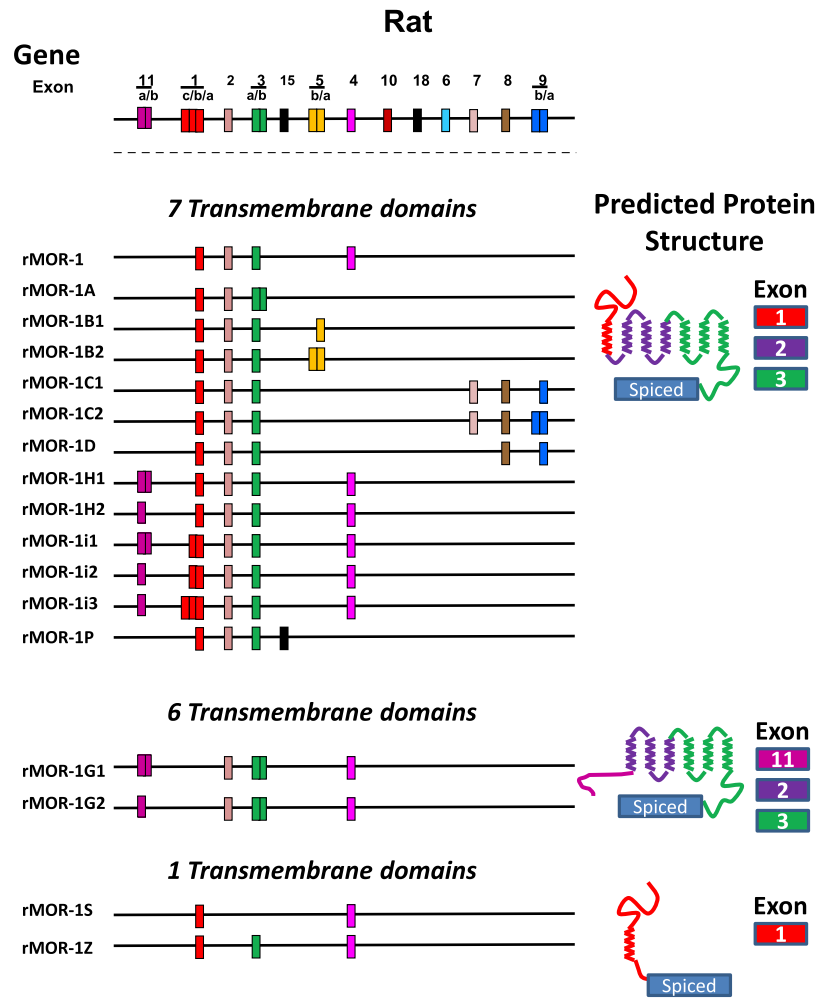 Rat
Gene
Exon
11 1 2 3 15 5 4 10 18 6 7 8 9
a/b c/b/a a/b b/a b/a
7 Transmembrane domains
Predicted Protein
Structure
rMOR-1
rMOR-1A
rMOR-1B1
rMOR-1B2
rMOR-1C1
rMOR-1C2
rMOR-1D
rMOR-1H1
rMOR-1H2
rMOR-1i1
rMOR-1i2
rMOR-1i3
rMOR-1P
Exon
1
2
3
Spiced
6 Transmembrane domains
rMOR-1G1
rMOR-1G2
Exon
11
2
3
Spiced
1 Transmembrane domains
rMOR-1S
rMOR-1Z
Exon
1
Spiced